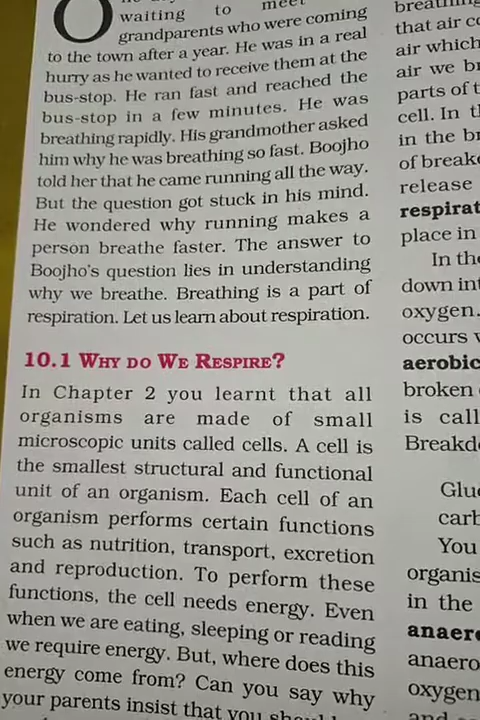 O
waiting to meet
grandparents who were coming
to the town after a year. He was in a real
hurry as he wanted to receive them at the
bus-stop. He ran fast and reached the
bus-stop in a few minutes. He was
breathing rapidly. His grandmother asked
him why he was breathing so fast. Boojho
told her that he came running all the way.
But the question got stuck in his mind.
He wondered why running makes a
person breathe faster. The answer to
Boojho's question lies in understanding
why we breathe. Breathing is a part of
respiration. Let us learn about respiration.
10.1 WHY DO WE RESPIRE?
In Chapter 2 you learnt that all
organisms are made of small
microscopic units called cells. A cell is
the smallest structural and functional
unit of an organism. Each cell of an
organism performs certain functions
such as nutrition, transport, excretion
and reproduction. To perform these
functions, the cell needs energy. Even
when we are eating, sleeping or reading
we require energy. But, where does this
energy come from? Can you say why
your parents insist that you
that air
air which
air we
parts of
cell. In
in the
of
release
respirat
place in
In the
down
oxygen.
occurs
aerobic
broken
is call
Breakd
Glu
carb
You
organis
in the
anaer
anaero
oxygen
and